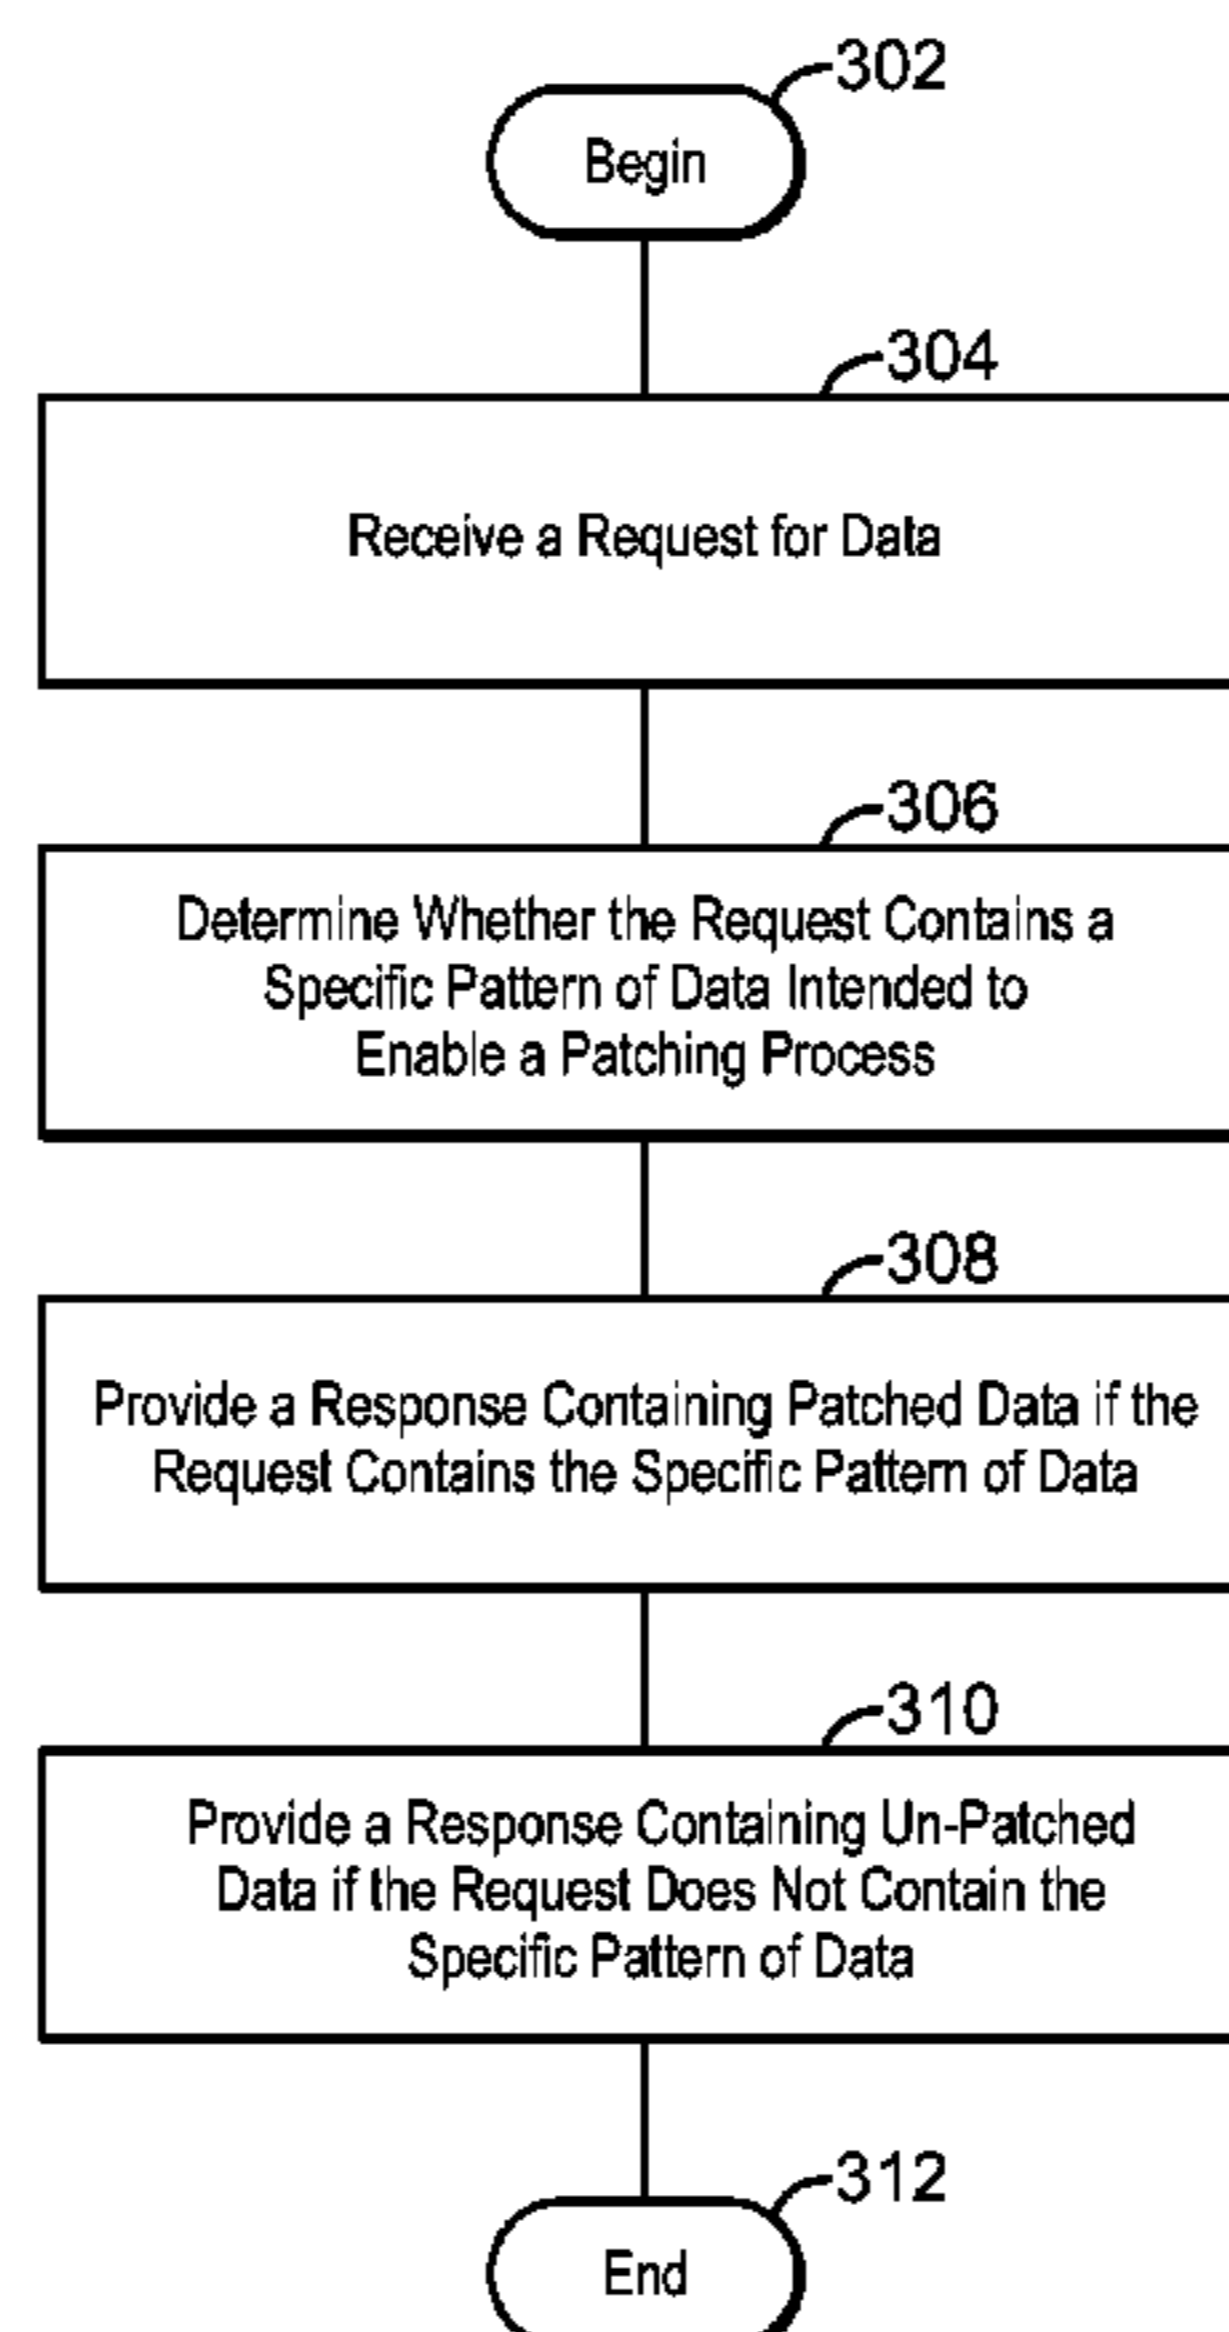 302
Begin
304
Receive a Request for Data
306
Determine Whether the Request Contains a
Specific Pattern of Data Intended to
Enable a Patching Process
308
Provide a Response Containing Patched Data if the
Request Contains the Specific Pattern of Data
310
Provide a Response Containing Un-Patched
Data if the Request Does Not Contain the
Specific Pattern of Data
312
End